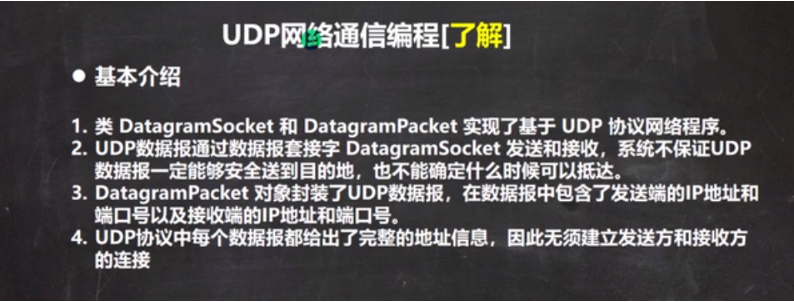 UDP网络通信编程[了解]
● 基本介绍
1. 类 DatagramSocket 和 DatagramPacket 实现了基于 UDP 协议网络程序。
2. UDP数据报通过数据报套接字 DatagramSocket 发送和接收，系统不保证UDP
数据报一定能够安全送到目的地，也不能确定什么时候可以抵达。
3. DatagramPacket 对象封装了UDP数据报，在数据报中包含了发送端的IP地址和
端口号以及接收端的IP地址和端口号。
4. UDP协议中每个数据报都给出了完整的地址信息，因此无须建立发送方和接收方
的连接